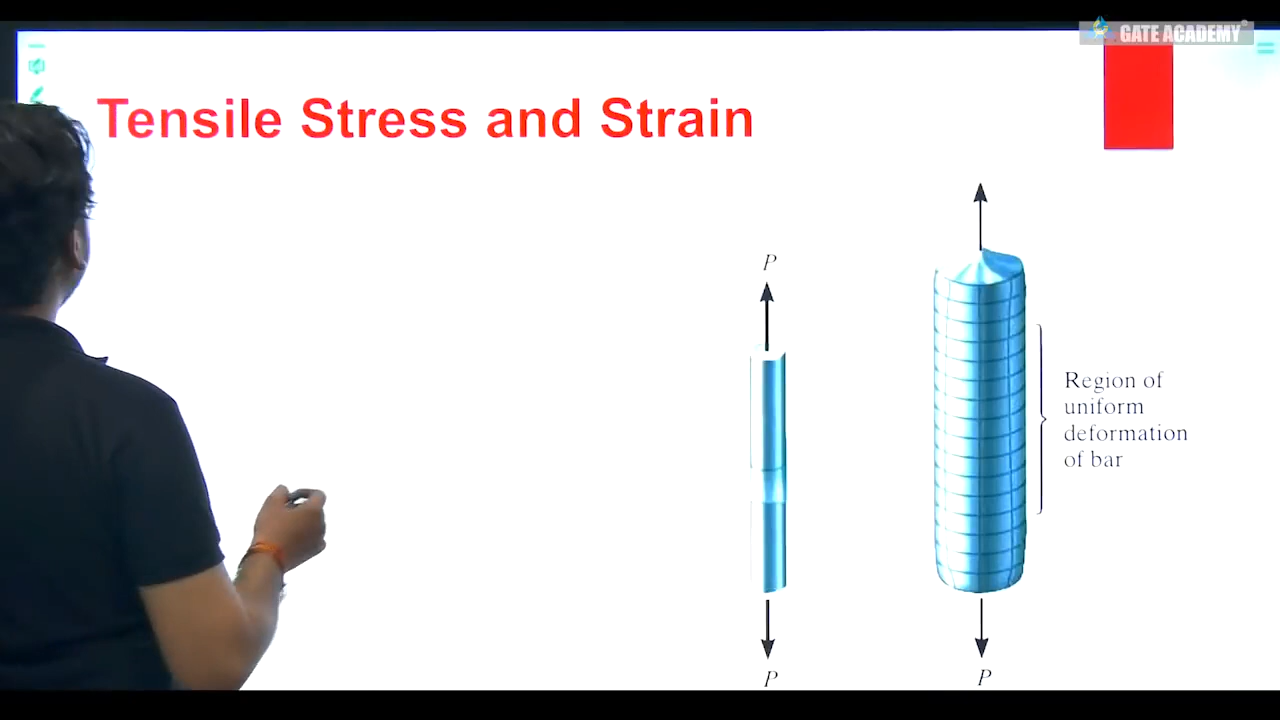 GATE ACADEMY®
Tensile Stress and Strain
P
Region of
uniform
deformation
of bar
P
P